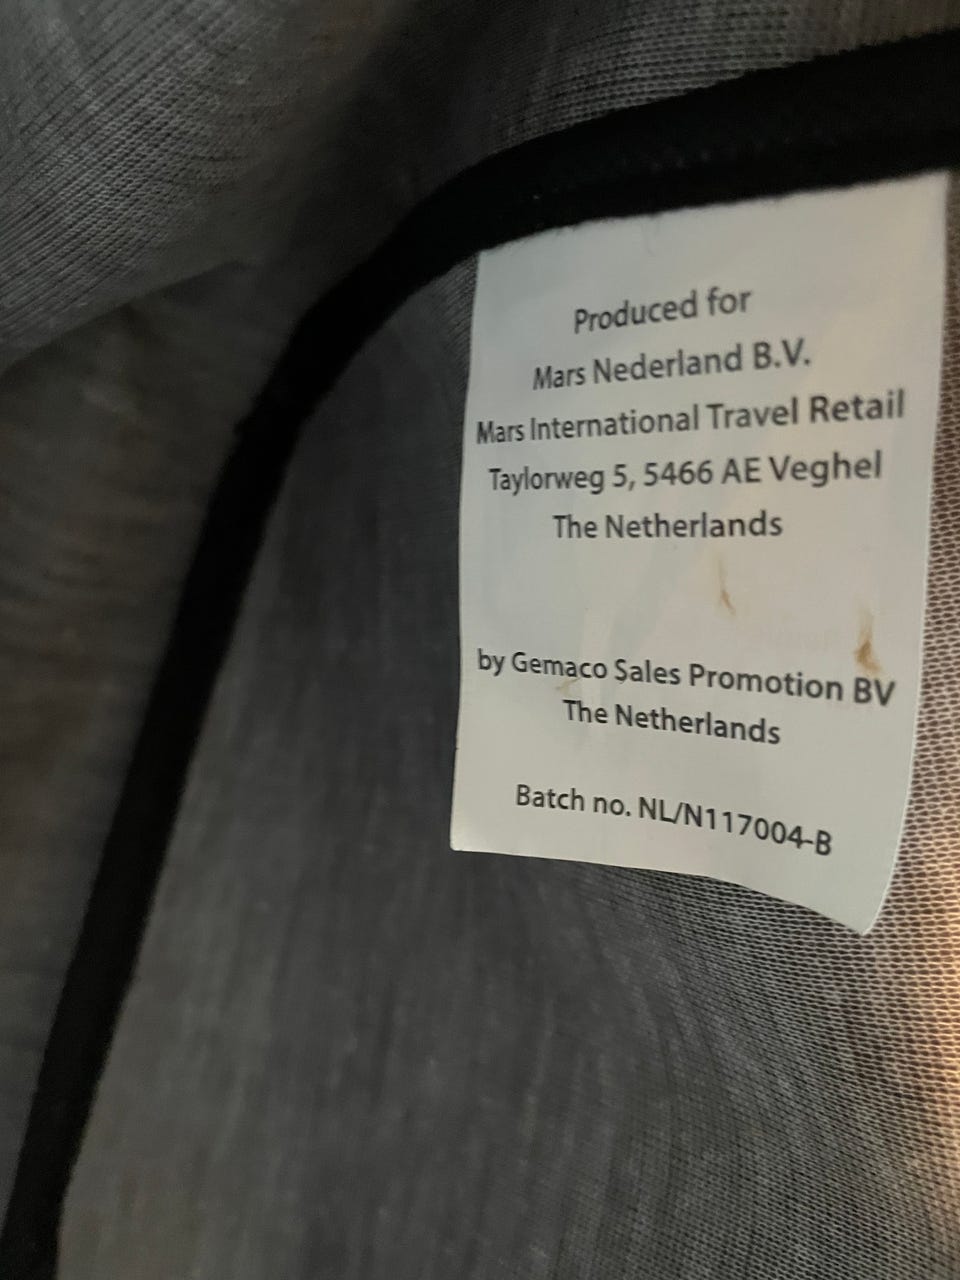 Produced for
Mars Nederland B.V.
Mars International Travel Retail
Taylorweg 5, 5466 AE Veghel
The Netherlands
by Gemaco Sales Promotion BV
The Netherlands
Batch no. NL/N117004-B